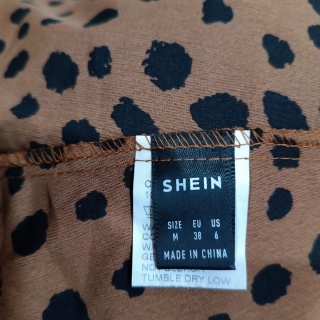 SHEIN
SIZE EU US
M 38 6
MADE IN CHINA
TUMBLE DRY LOW